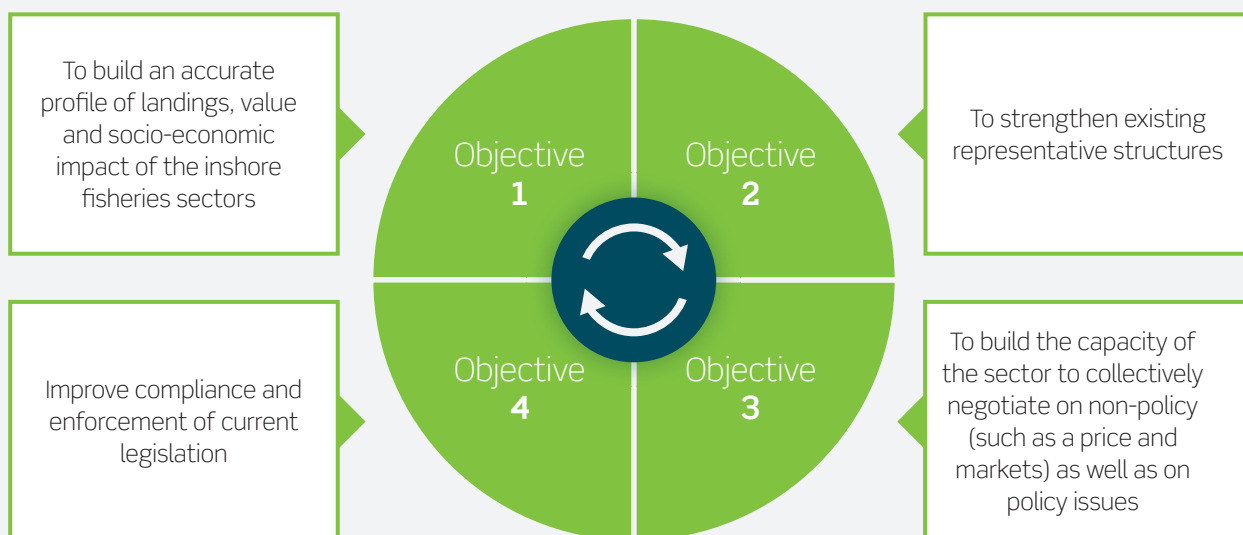 To build an accurate
profile of landings, value
and socio-economic
impact of the inshore
fisheries sectors
Objective
1
Objective
2
To strengthen existing
representative structures
Improve compliance and
enforcement of current
legislation
Objective
4
Objective
3
To build the capacity of
the sector to collectively
negotiate on non-policy
(such as a price and
markets) as well as on
policy issues